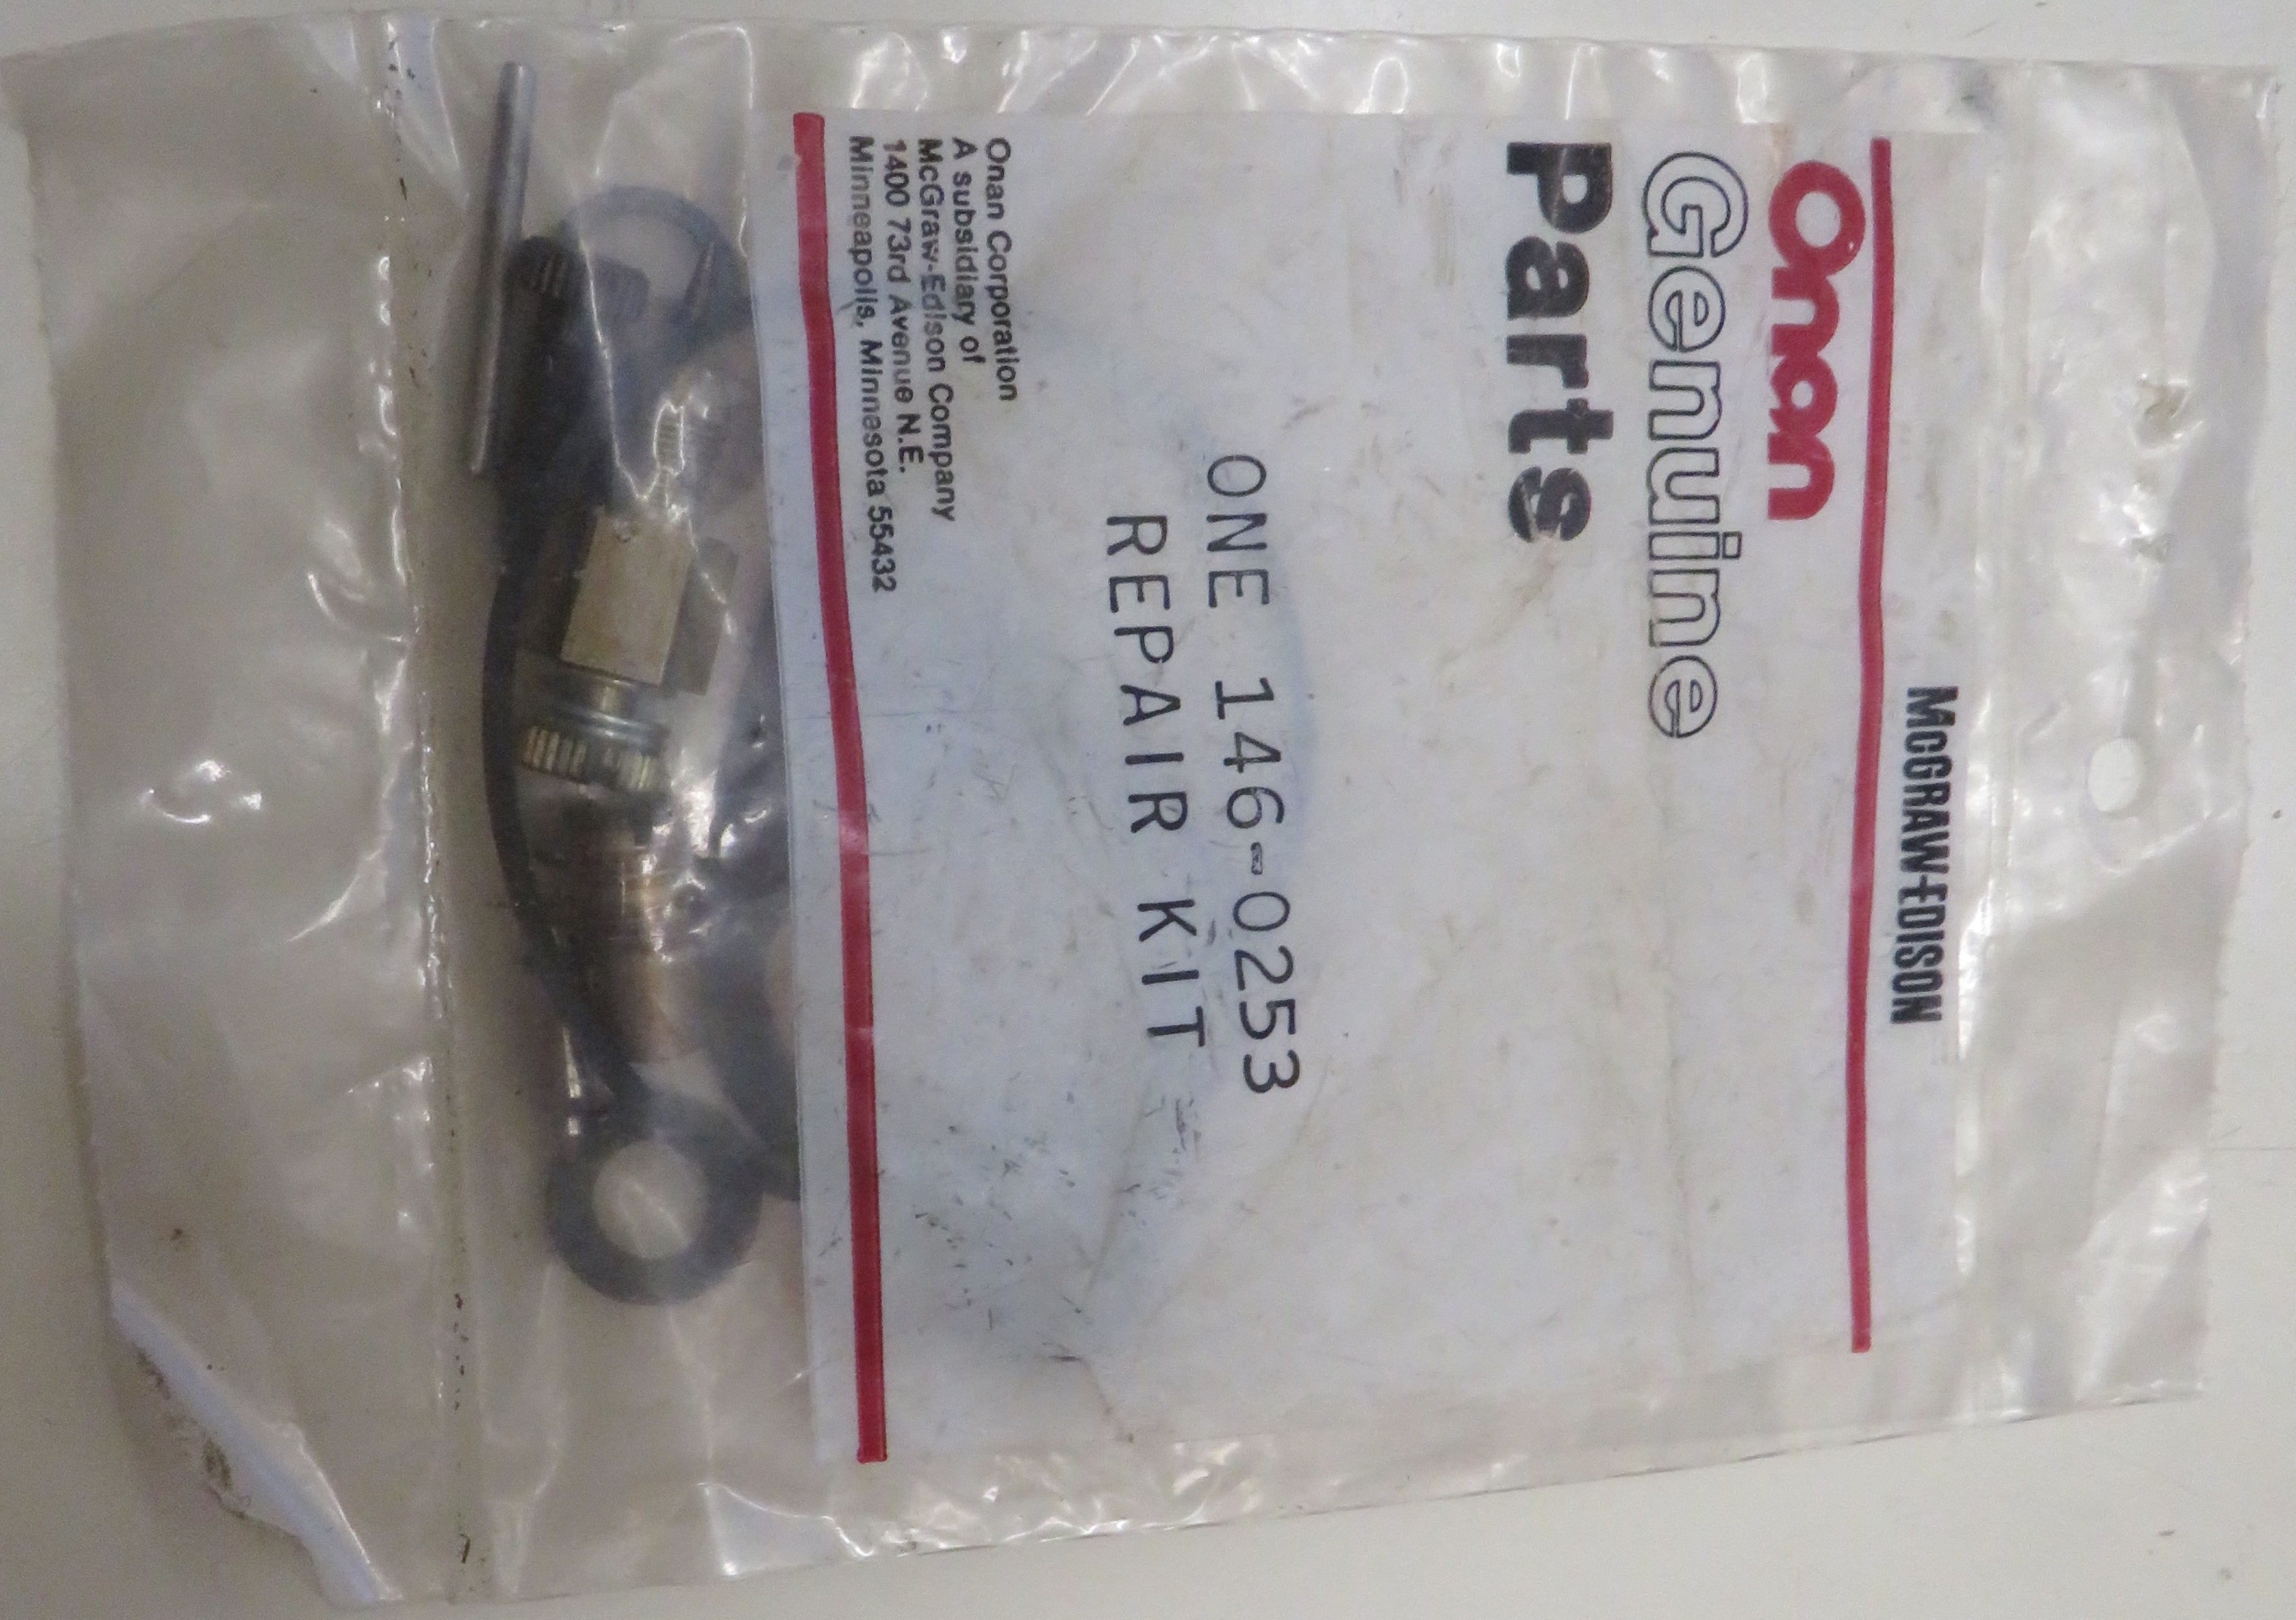 McGRAW-EDISON
Onan
Genuine
Parts
ONE 146-0253
REPAIR KIT
Onan Corporation
A subsidiary of
McGraw-Edison Company
1400 73rd Avenue N.E.
Minneapolis, Minnesota 55432